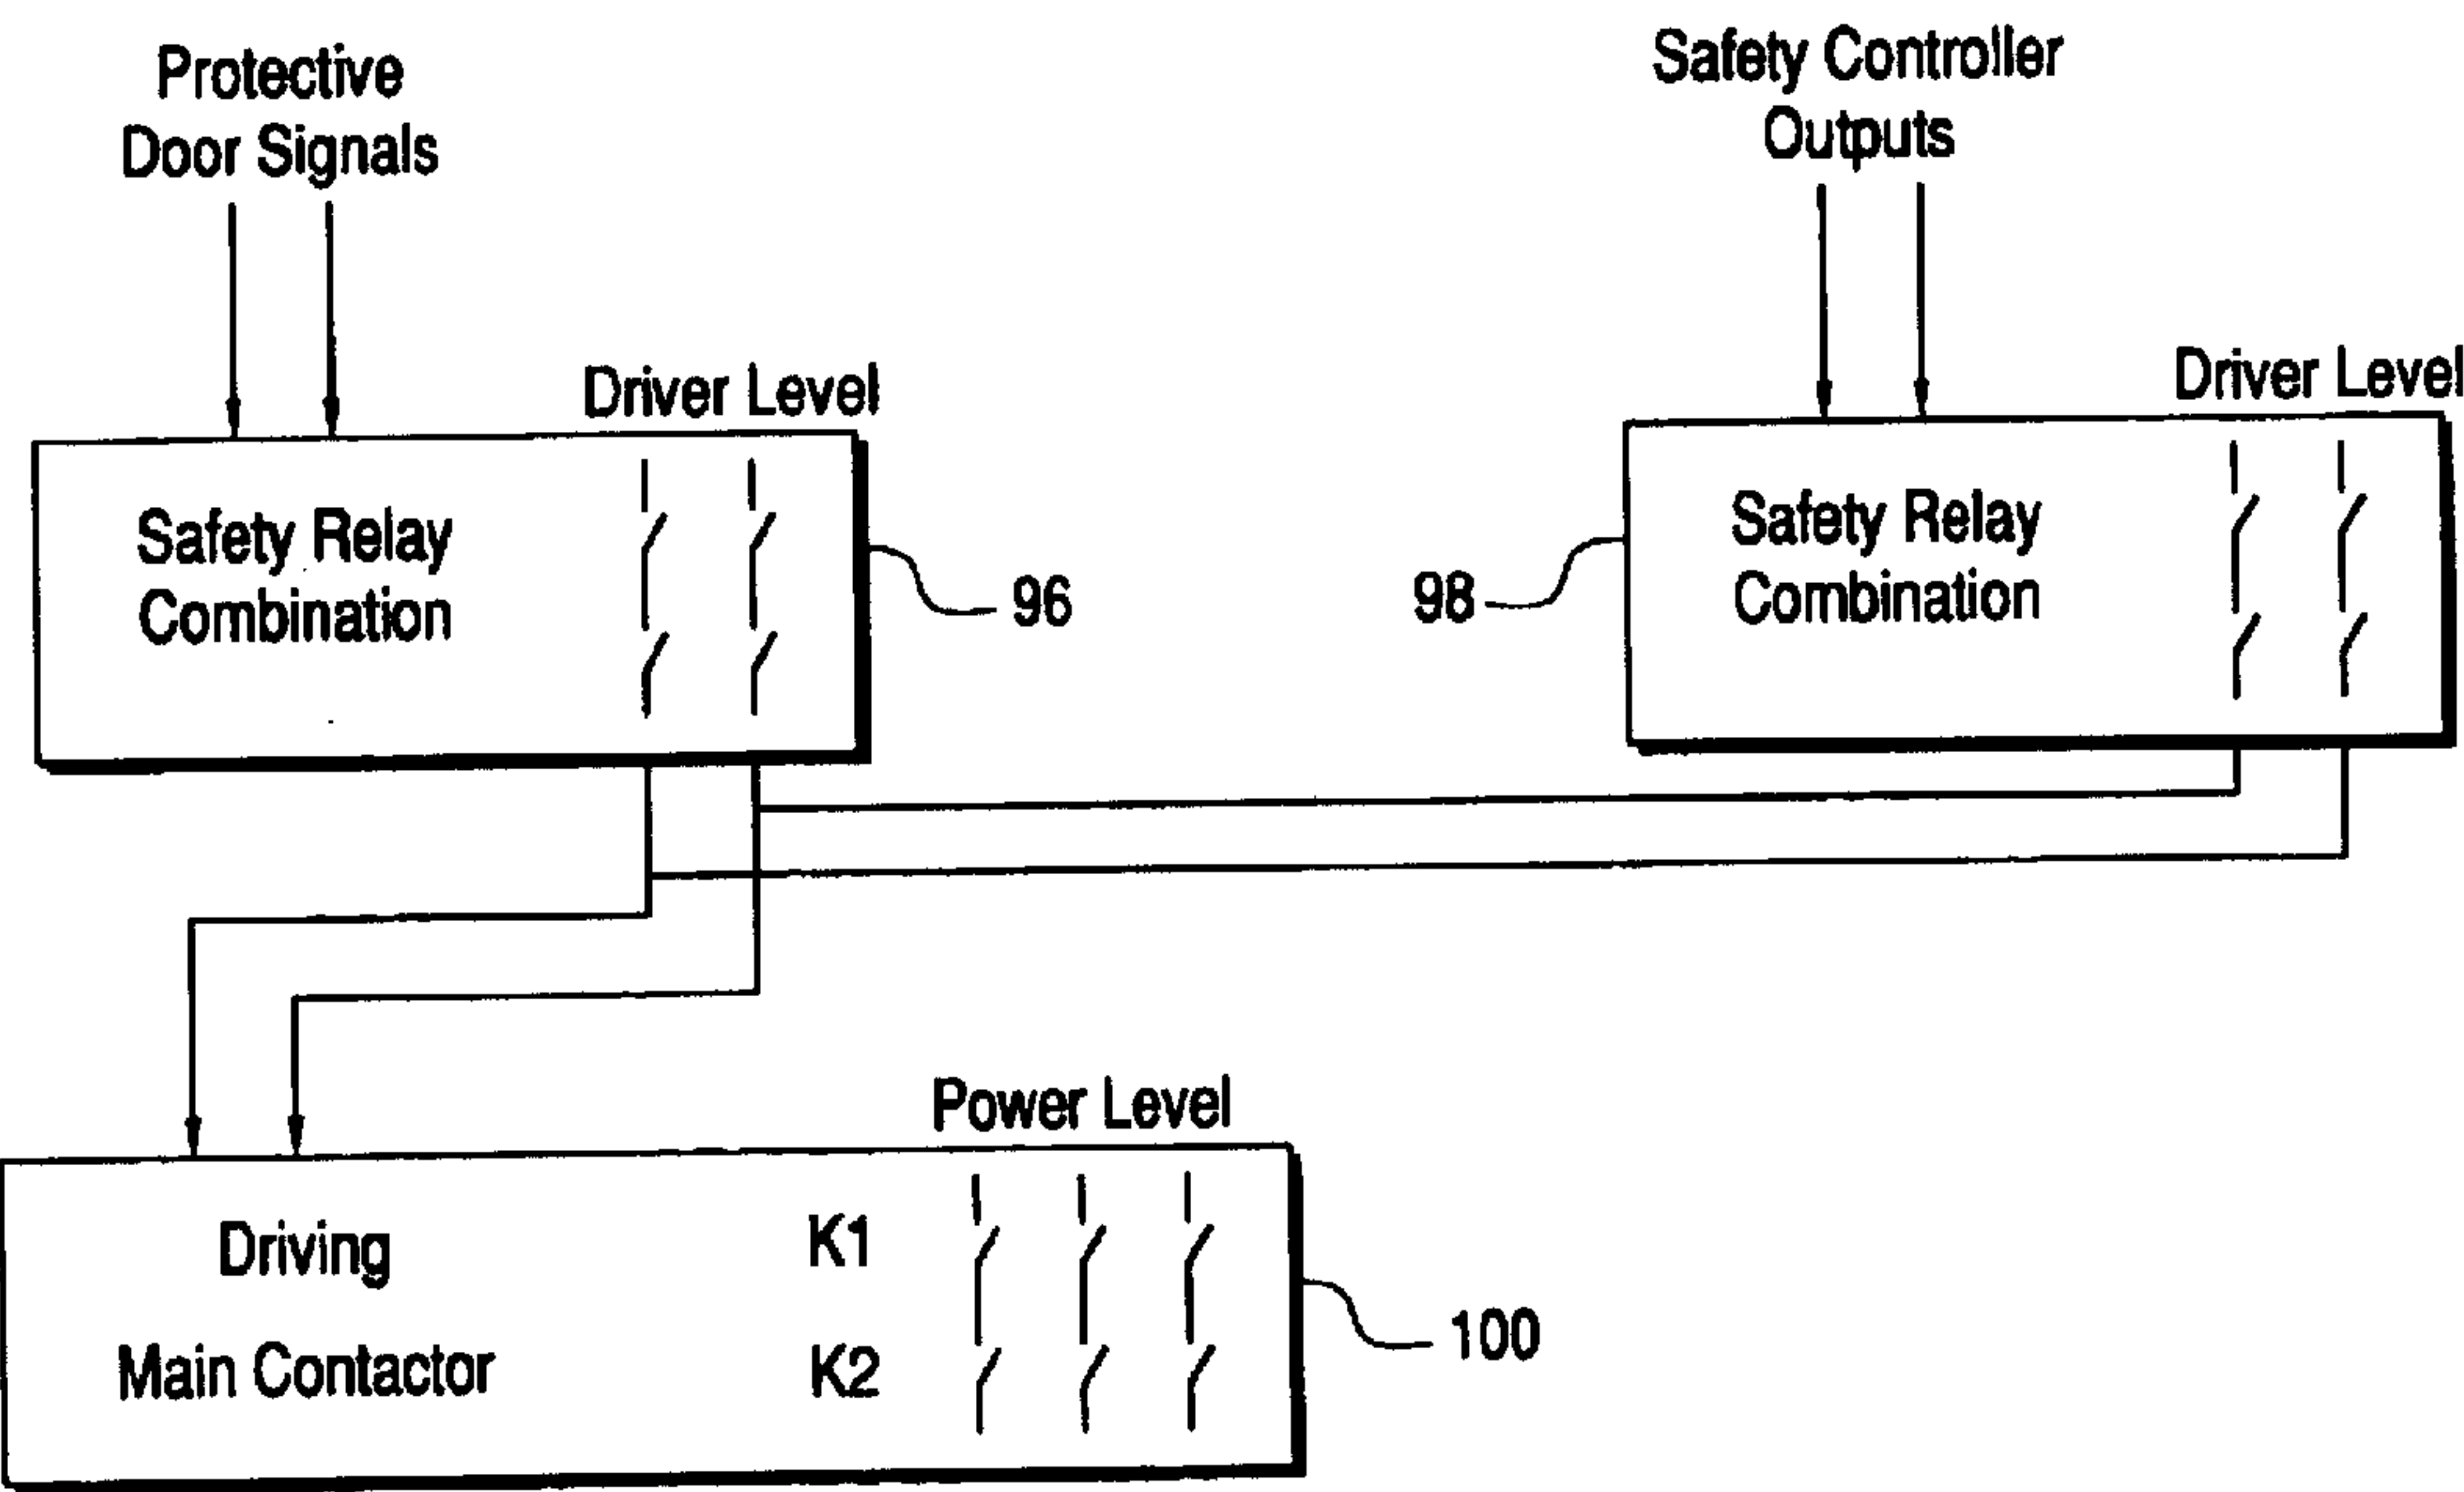 Protective
Door Signals
Safety Controller
Outputs
Driver Level
Driver Level
Safety Relay
Combination
96
98
Safety Relay
Combination
Power Level
Driving
K1
Main Contactor
K2
100